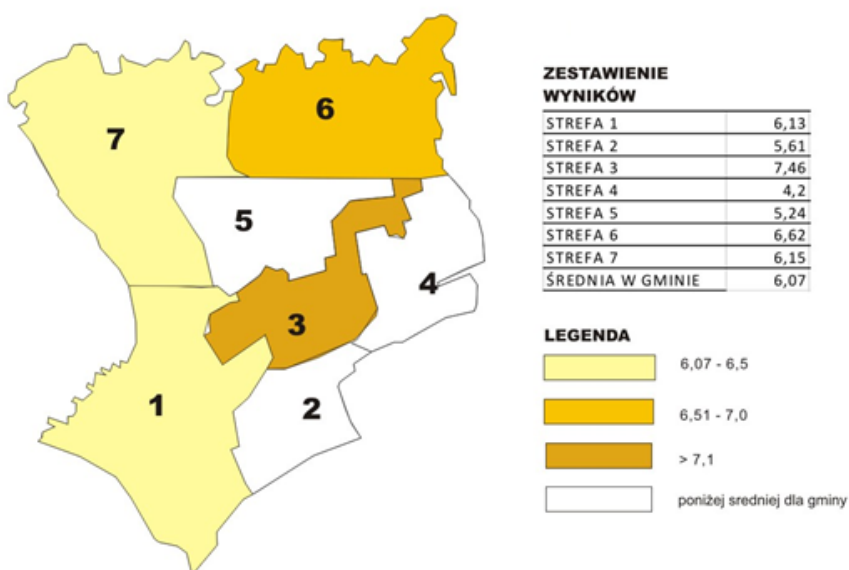 7
6
5
4
3
1
2
ZESTAWIENIE
WYNIKÓW
STREFA 1 6,13
STREFA 2 5,61
STREFA 3 7,46
STREFA 4 4,2
STREFA 5 5,24
STREFA 6 6,62
STREFA 7 6,15
ŚREDNIA W GMINIE 6,07
LEGENDA
6,07 - 6,5
6,51 - 7,0
> 7,1
poniżej sredniej dla gminy